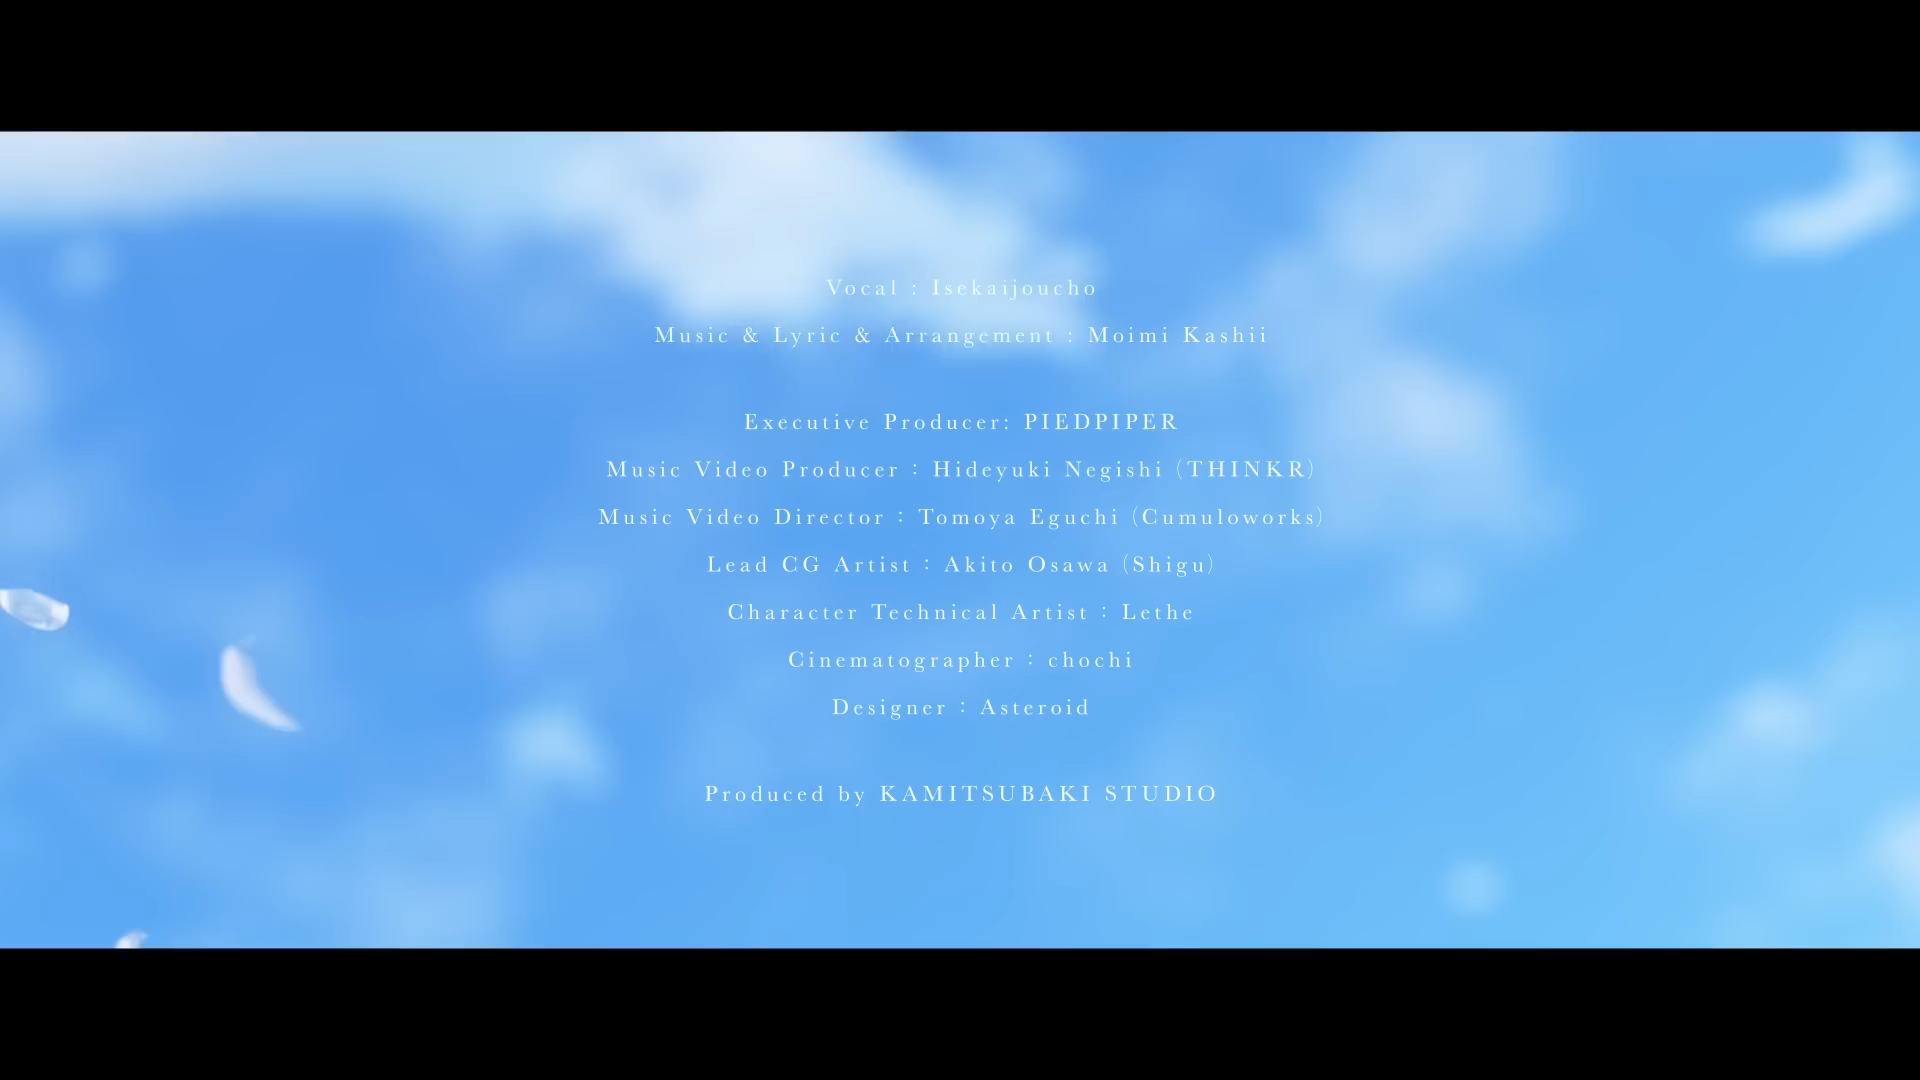 Vocal : Isekaijoucho
Music & Lyric & Arrangement : Moimi Kashii
Executive Producer: PIEDPIPER
Music Video Producer : Hideyuki Negishi (THINKR)
Music Video Director : Tomoya Eguchi (Cumuloworks)
Lead CG Artist : Akito Osawa (Shigu)
Character Technical Artist : Lethe
Cinematographer : chochi
Designer : Asteroid
Produced by KAMITSUBAKI STUDIO